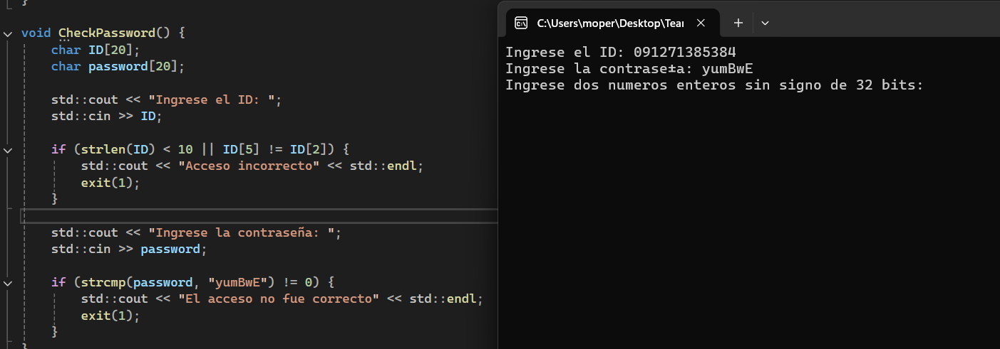 }
void CheckPassword() {
char ID[20];
char password[20];
std::cout << "Ingrese el ID: ";
std::cin >> ID;
if (strlen(ID) < 10 || ID[5] != ID[2]) {
std::cout << "Acceso incorrecto" << std::endl;
exit(1);
}
std::cout << "Ingrese la contraseña: ";
std::cin >> password;
if (strcmp(password, "yumBwE") != 0) {
std::cout << "El acceso no fue correcto" << std::endl;
exit(1);
}
}
C:\Users\moper\Desktop\Tear
Ingrese el ID: 091271385384
Ingrese la contrase±a: yumBwE
Ingrese dos numeros enteros sin signo de 32 bits: